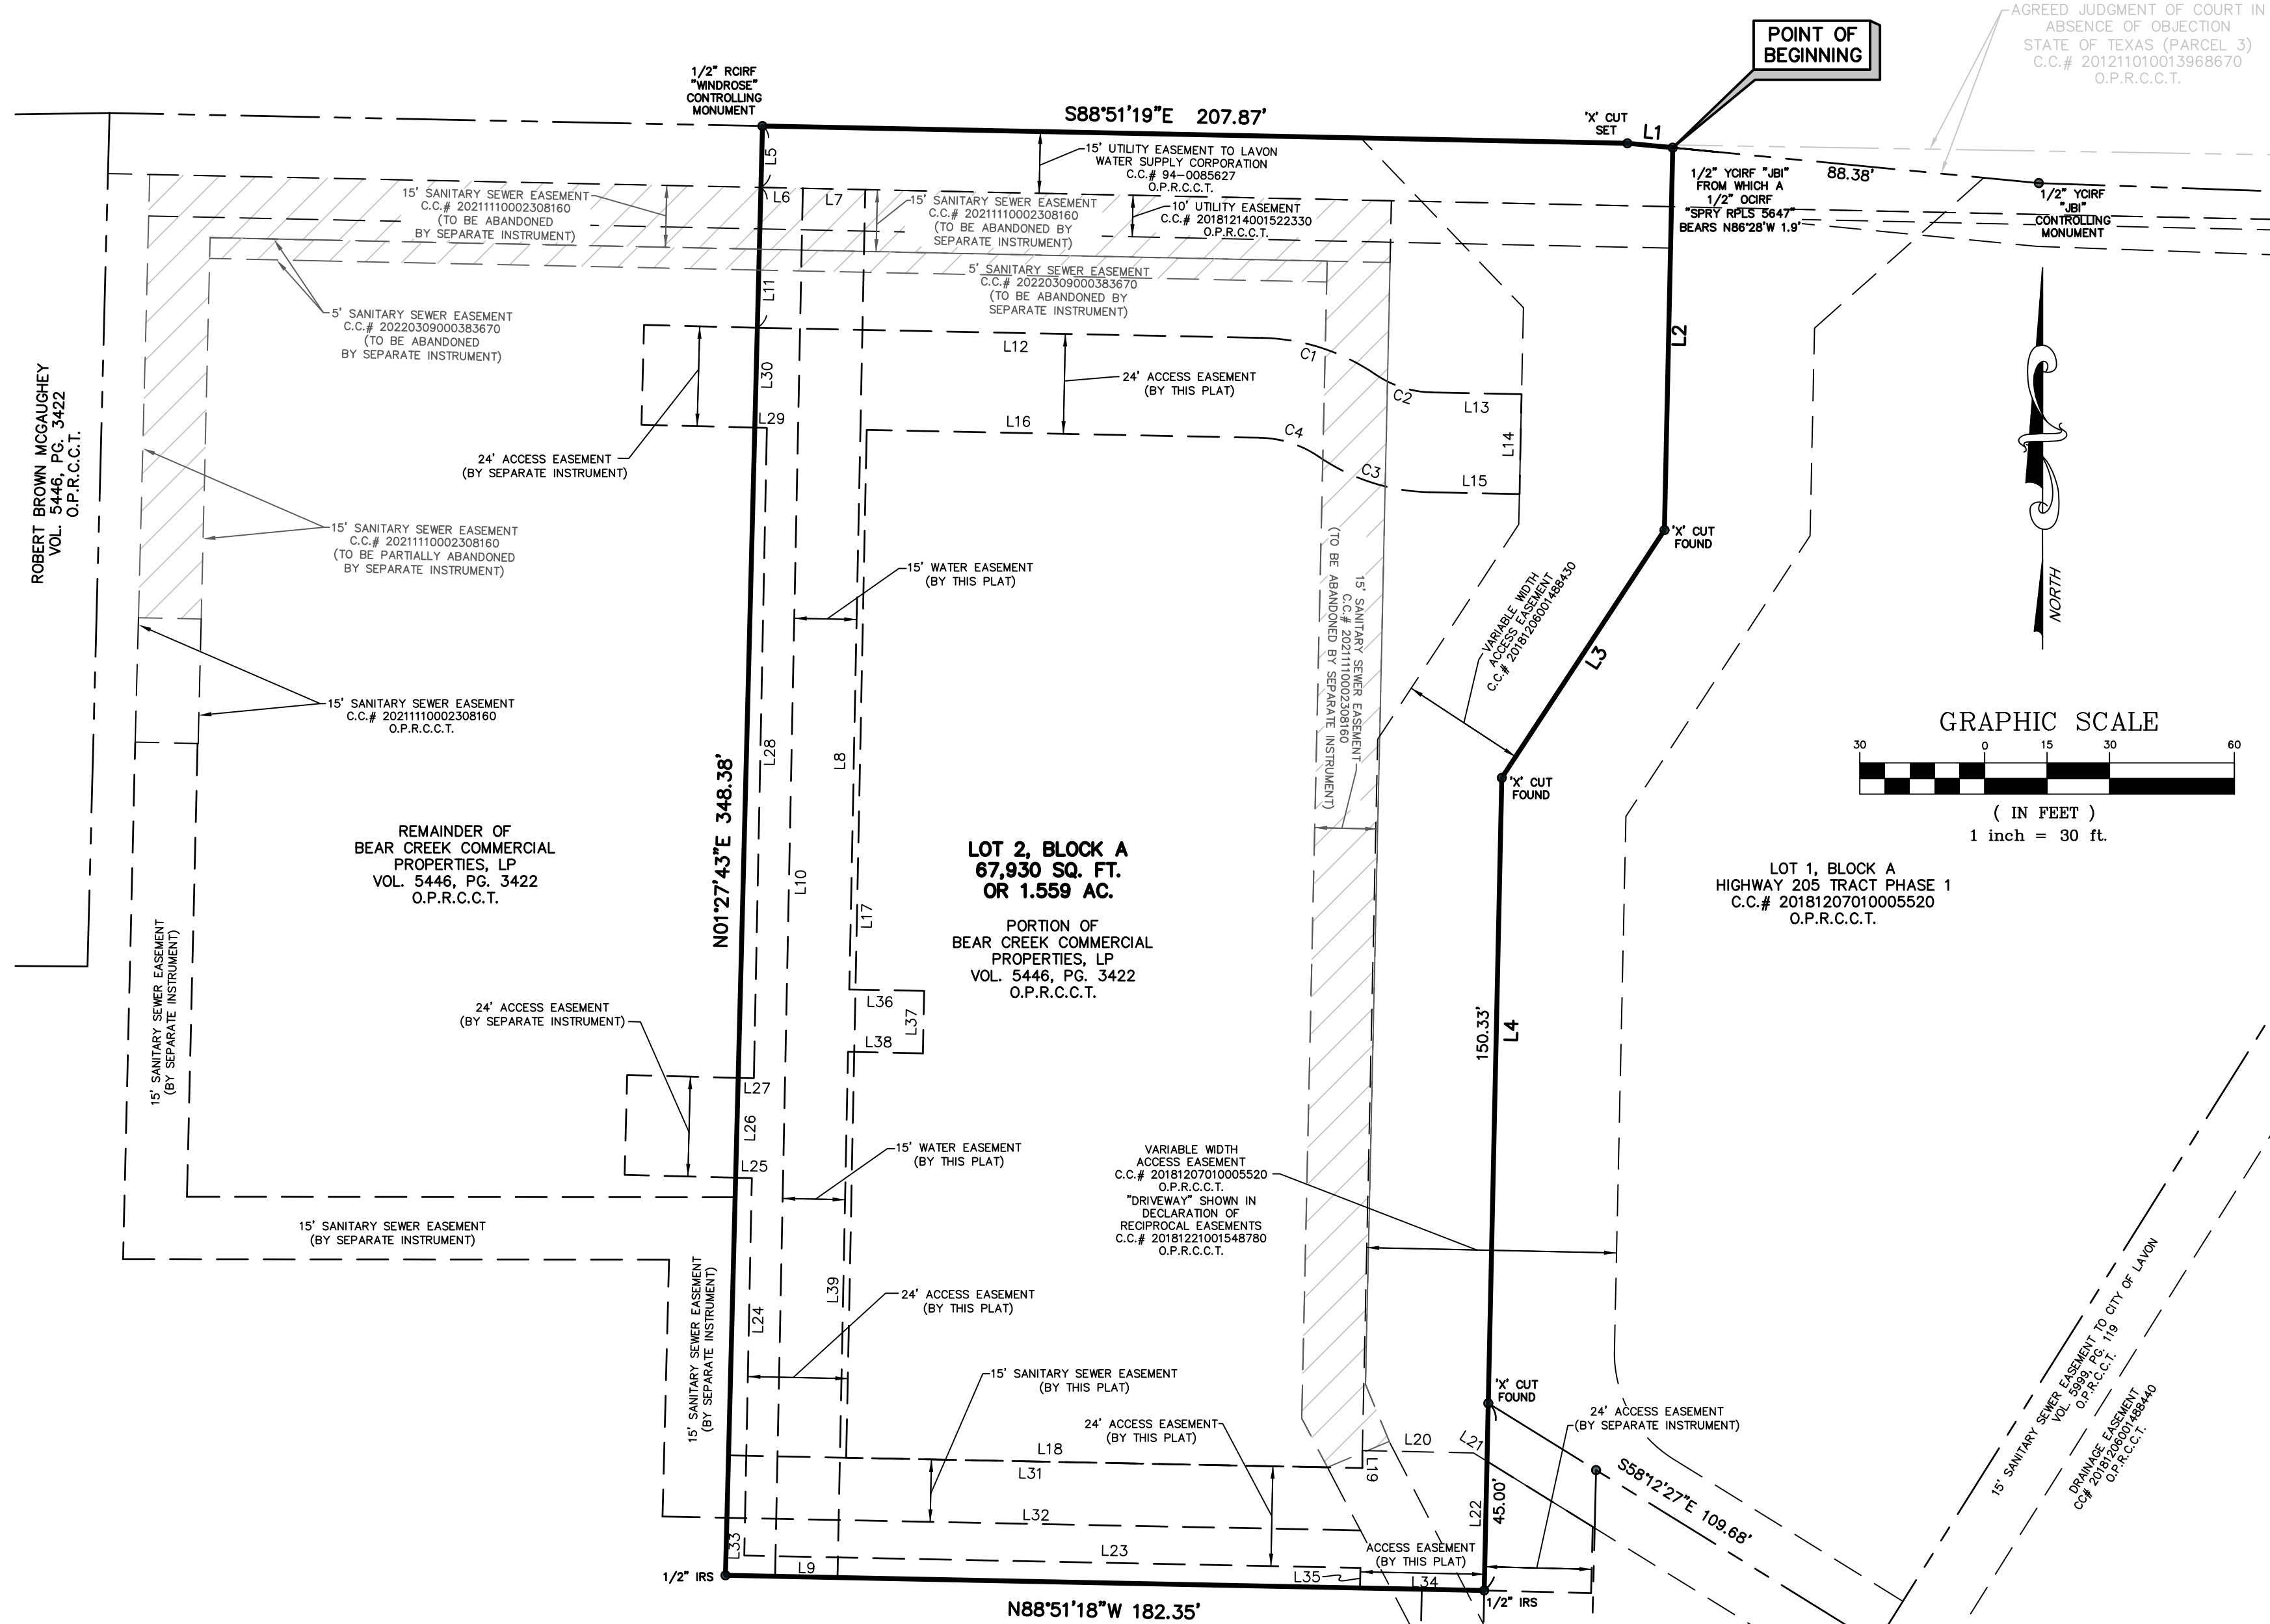 AGREED JUDGMENT OF COURT IN
ABSENCE OF OBJECTION
STATE OF TEXAS (PARCEL 3)
C.C.# 201211010013968670
O.P.R.C.C.T.
POINT OF
BEGINNING
1/2" RCIRF
"WINDROSE"
CONTROLLING
MONUMENT
S88°51'19"E 207.87'
'X' CUT
SET
L1
88.38'
1/2" YCIRF "JBI"
FROM WHICH A
1/2" OCIRF
"SPRY RPLS 5647"
BEARS N86°28'W 1.9'
1/2" YCIRF
"JBI"
CONTROLLING
MONUMENT
L5
L6
L7
15' UTILITY EASEMENT TO LAVON
WATER SUPPLY CORPORATION
C.C.# 94-0085627
O.P.R.C.C.T.
15' SANITARY SEWER EASEMENT
C.C.# 20211110002308160
(TO BE ABANDONED
BY SEPARATE INSTRUMENT)
15' SANITARY SEWER EASEMENT
C.C.# 20211110002308160
(TO BE ABANDONED BY
SEPARATE INSTRUMENT)
10' UTILITY EASEMENT
C.C.# 20181214001522330
O.P.R.C.C.T.
5' SANITARY SEWER EASEMENT
C.C.# 20220309000383670
(TO BE ABANDONED BY
SEPARATE INSTRUMENT)
L11
5' SANITARY SEWER EASEMENT
C.C.# 20220309000383670
(TO BE ABANDONED
BY SEPARATE INSTRUMENT)
L2
L12
C1
C2
L13
L14
L15
L30
L29
24' ACCESS EASEMENT
(BY THIS PLAT)
L16
C4
C3
ROBERT BROWN MCGAUGHEY
VOL. 5446, PG. 3422
O.P.R.C.C.T.
24' ACCESS EASEMENT
(BY SEPARATE INSTRUMENT)
15' SANITARY SEWER EASEMENT
C.C.# 20211110002308160
(TO BE PARTIALLY ABANDONED
BY SEPARATE INSTRUMENT)
'X' CUT
FOUND
15' WATER EASEMENT
(BY THIS PLAT)
15' SANITARY SEWER EASEMENT
C.C.# 20211110002308160
(TO BE ABANDONED BY SEPARATE INSTRUMENT)
VARIABLE WIDTH
ACCESS EASEMENT
C.C.# 20181206001488430
L3
NORTH
15' SANITARY SEWER EASEMENT
C.C.# 20211110002308160
O.P.R.C.C.T.
GRAPHIC SCALE
30 0 15 30 60
( IN FEET )
1 inch = 30 ft.
L28
L8
N01°27'43"E 348.38'
'X' CUT
FOUND
REMAINDER OF
BEAR CREEK COMMERCIAL
PROPERTIES, LP
VOL. 5446, PG. 3422
O.P.R.C.C.T.
L10
L17
LOT 2, BLOCK A
67,930 SQ. FT.
OR 1.559 AC.
PORTION OF
BEAR CREEK COMMERCIAL
PROPERTIES, LP
VOL. 5446, PG. 3422
O.P.R.C.C.T.
LOT 1, BLOCK A
HIGHWAY 205 TRACT PHASE 1
C.C.# 20181207010005520
O.P.R.C.C.T.
150.33'
L4
L36
L37
L38
15' SANITARY SEWER EASEMENT
(BY SEPARATE INSTRUMENT)
24' ACCESS EASEMENT
(BY SEPARATE INSTRUMENT)
L27
L26
L25
15' WATER EASEMENT
(BY THIS PLAT)
VARIABLE WIDTH
ACCESS EASEMENT
C.C.# 20181207010005520
O.P.R.C.C.T.
"DRIVEWAY" SHOWN IN
DECLARATION OF
RECIPROCAL EASEMENTS
C.C.# 20181221001548780
O.P.R.C.C.T.
15' SANITARY SEWER EASEMENT
(BY SEPARATE INSTRUMENT)
15' SANITARY SEWER EASEMENT
(BY SEPARATE INSTRUMENT)
L24
L39
24' ACCESS EASEMENT
(BY THIS PLAT)
15' SANITARY SEWER EASEMENT
(BY THIS PLAT)
'X' CUT
FOUND
24' ACCESS EASEMENT
(BY THIS PLAT)
24' ACCESS EASEMENT
(BY SEPARATE INSTRUMENT)
15' SANITARY SEWER EASEMENT TO CITY OF LAVON
VOL. 5999, PG. 119
O.P.R.C.C.T.
DRAINAGE EASEMENT
CC# 20181206001488440
O.P.R.C.C.T.
L18
L31
L19
L20
L21
S58°12'27"E 109.68'
L32
L22
45.00'
L33
L23
ACCESS EASEMENT
(BY THIS PLAT)
L9
L35
L34
1/2" IRS
1/2" IRS
N88°51'18"W 182.35'